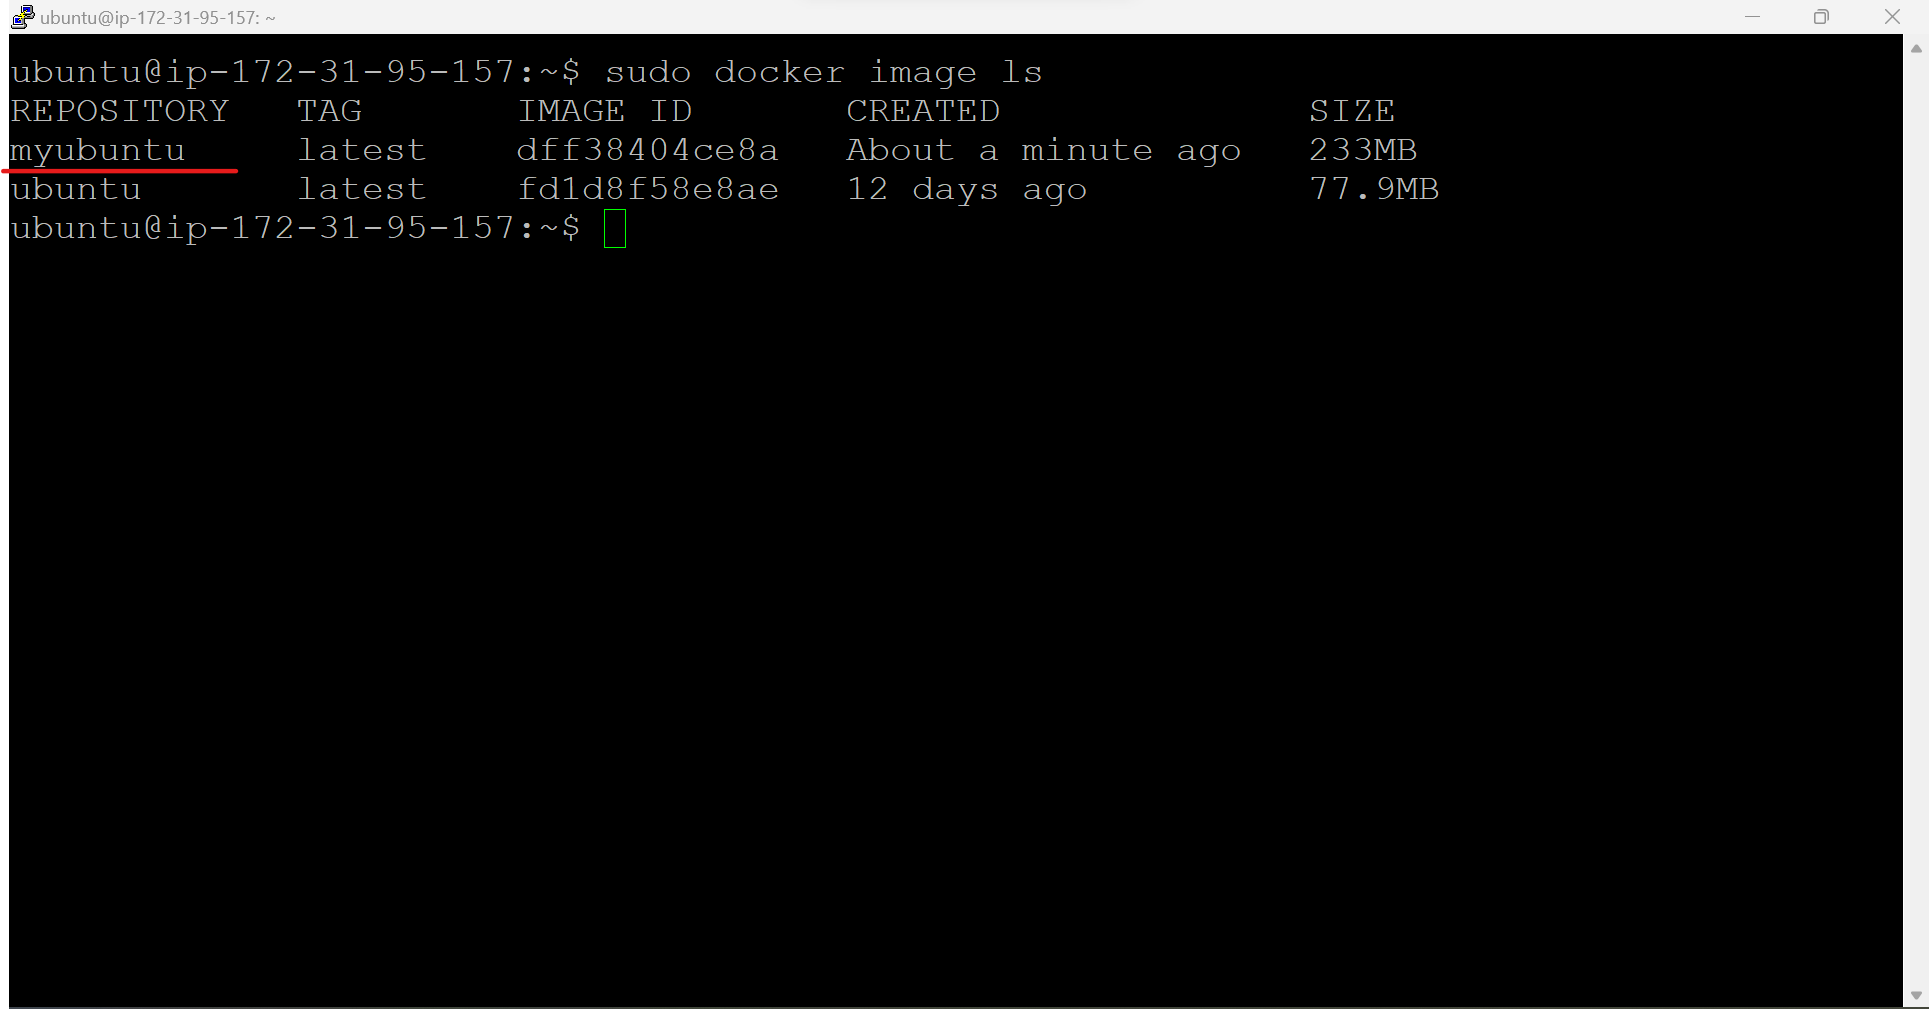 ubuntu@ip-172-31-95-157: ~
ubuntu@ip-172-31-95-157:~$ sudo docker image ls
REPOSITORY   TAG       IMAGE ID       CREATED              SIZE
myubuntu     latest    dff38404ce8a   About a minute ago   233MB
ubuntu       latest    fd1d8f58e8ae   12 days ago          77.9MB
ubuntu@ip-172-31-95-157:~$